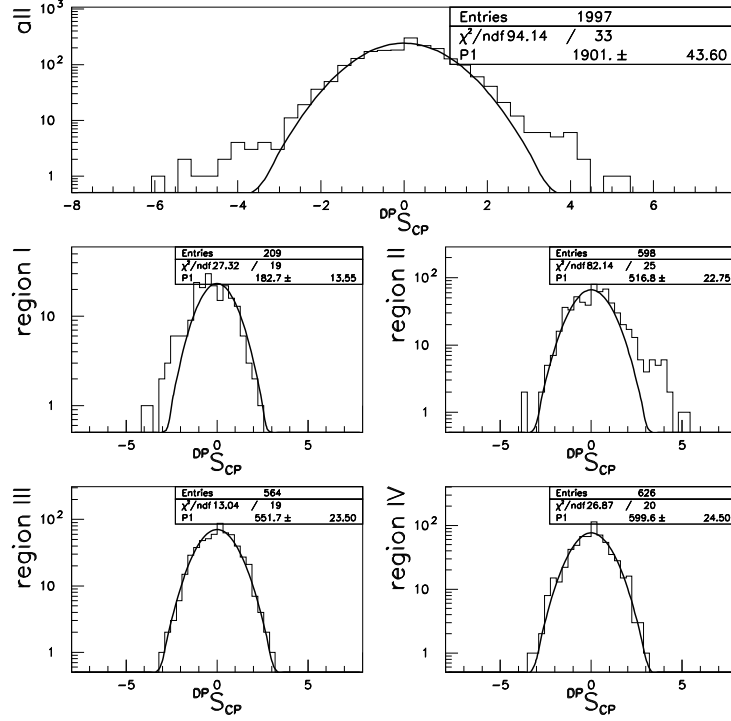 all
10³
10²
10
1
Entries 1997
χ²/ndf 94.14 / 33
P1 1901. ± 43.60
-8 -6 -4 -2 0 2 4 6
DPS_CP
region I
10
1
Entries 209
χ²/ndf 27.32 / 19
P1 182.7 ± 13.55
-5 0 5
DPS_CP
region II
10²
10
1
Entries 598
χ²/ndf 82.14 / 25
P1 516.8 ± 22.75
-5 0 5
DPS_CP
region III
10²
10
1
Entries 564
χ²/ndf 13.04 / 19
P1 551.7 ± 23.50
-5 0 5
DPS_CP
region IV
10²
10
1
Entries 626
χ²/ndf 26.87 / 20
P1 599.6 ± 24.50
-5 0 5
DPS_CP